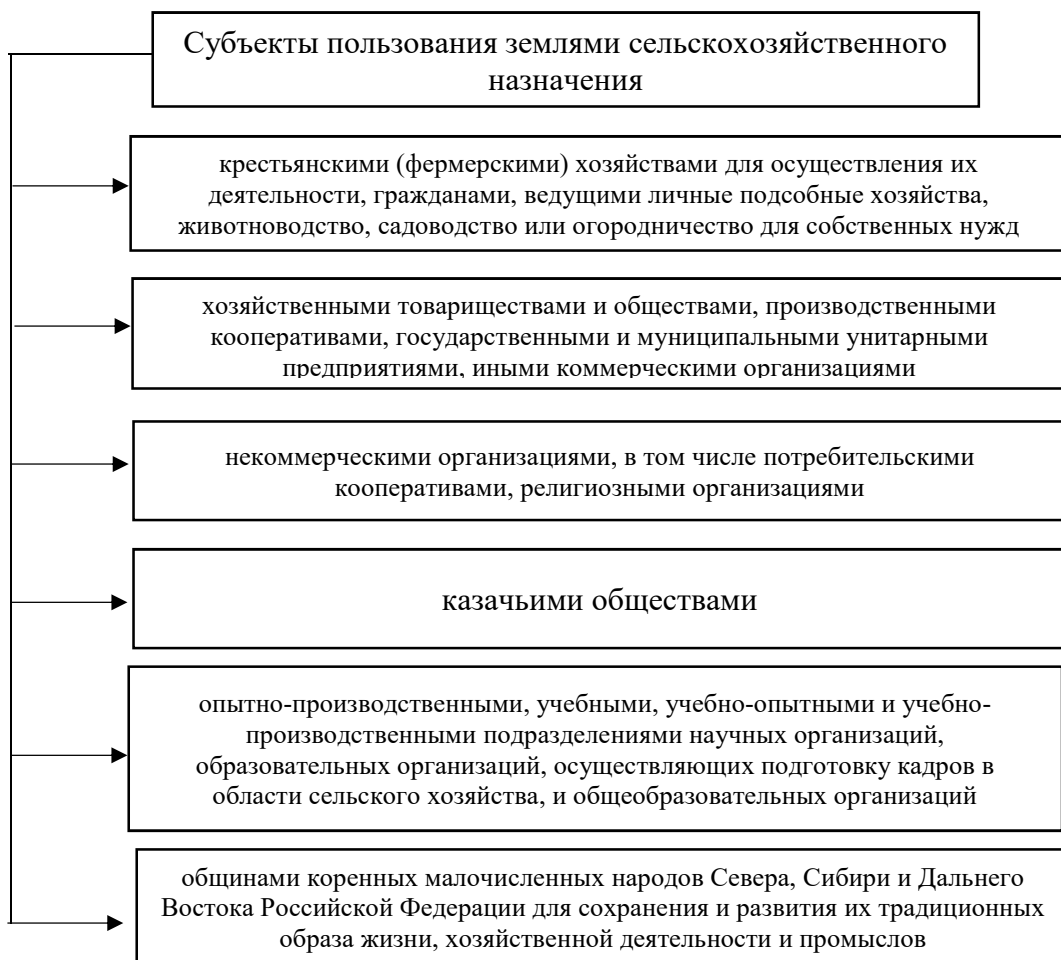 Субъекты пользования землями сельскохозяйственного
назначения
крестьянскими (фермерскими) хозяйствами для осуществления их
деятельности, гражданами, ведущими личные подсобные хозяйства,
животноводство, садоводство или огородничество для собственных нужд
хозяйственными товариществами и обществами, производственными
кооперативами, государственными и муниципальными унитарными
предприятиями, иными коммерческими организациями
некоммерческими организациями, в том числе потребительскими
кооперативами, религиозными организациями
казачьими обществами
опытно-производственными, учебными, учебно-опытными и учебно-
производственными подразделениями научных организаций,
образовательных организаций, осуществляющих подготовку кадров в
области сельского хозяйства, и общеобразовательных организаций
общинами коренных малочисленных народов Севера, Сибири и Дальнего
Востока Российской Федерации для сохранения и развития их традиционных
образа жизни, хозяйственной деятельности и промыслов